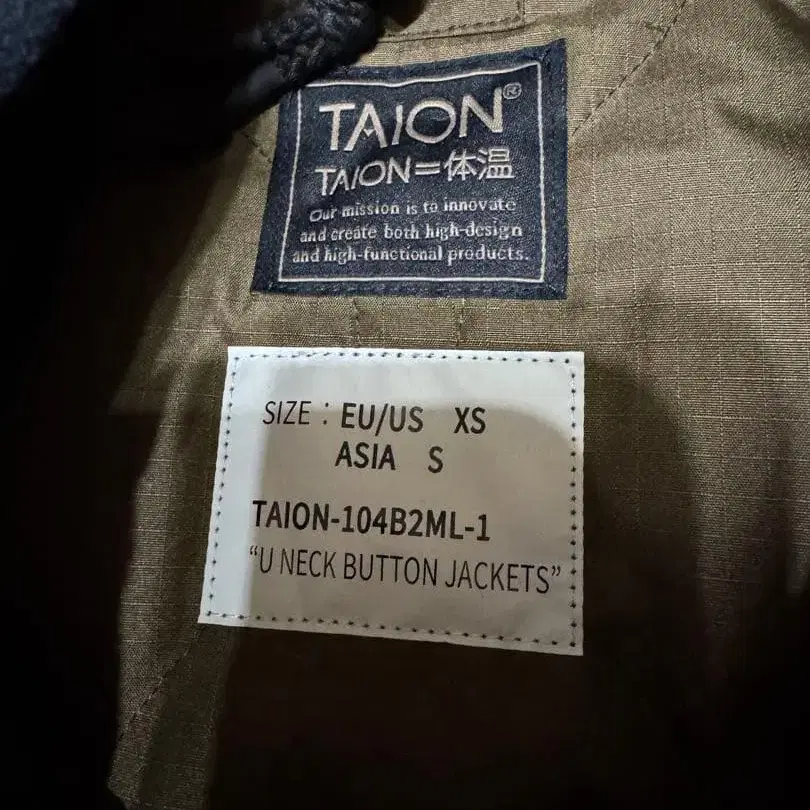 TAION®
TAION=体温
Our mission is to innovate
and create both high-design
and high-functional products.
SIZE : EU/US XS
ASIA S
TAION-104B2ML-1
“U NECK BUTTON JACKETS”